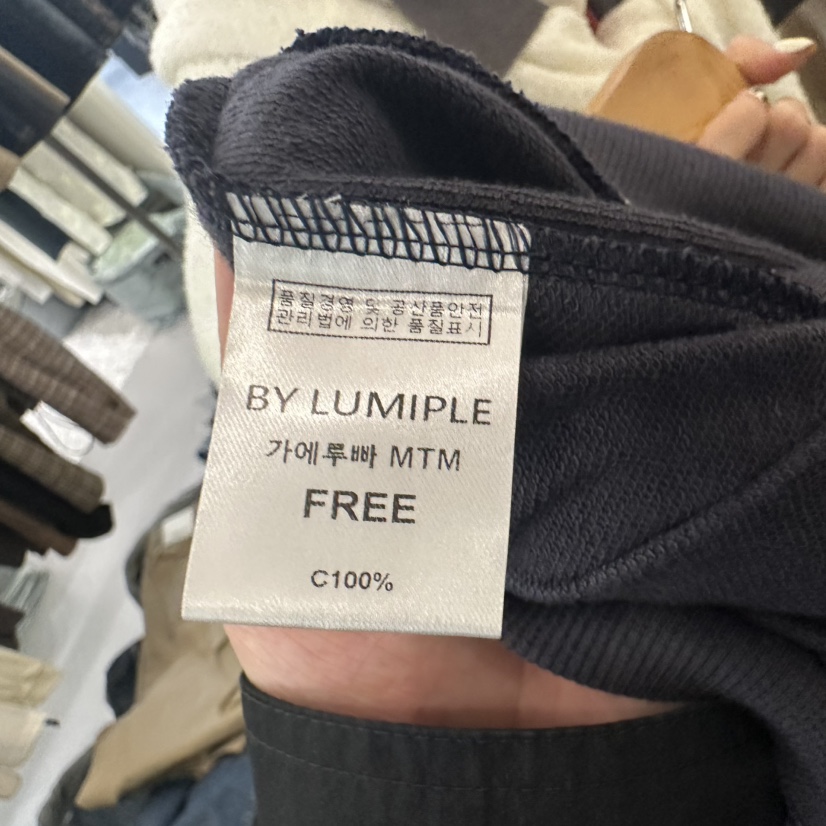 품질경영 및 공산품안전
관리법에 의한 품질표시
BY LUMIPLE
가에루빠 MTM
FREE
C100%